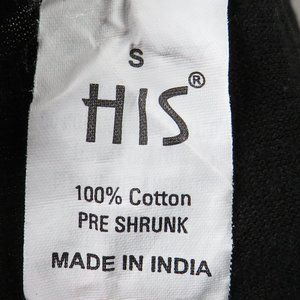 S
HIS®
100% Cotton
PRE SHRUNK
MADE IN INDIA